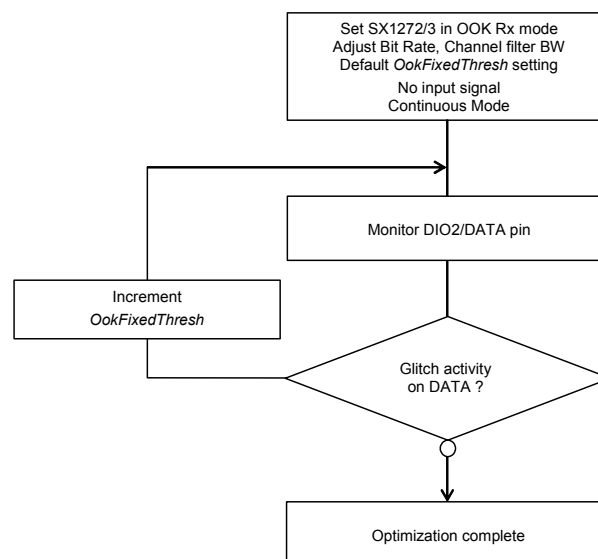 Set SX1272/3 in OOK Rx mode
Adjust Bit Rate, Channel filter BW
Default OokFixedThresh setting
No input signal
Continuous Mode
Monitor DIO2/DATA pin
Increment
OokFixedThresh
Glitch activity
on DATA ?
Optimization complete